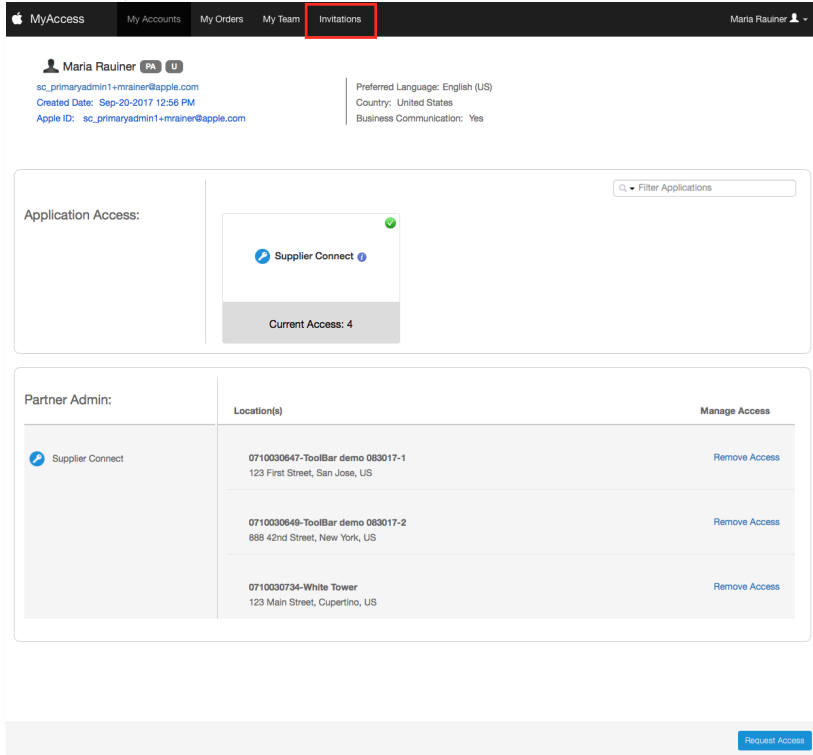 MyAccess My Accounts My Orders My Team Invitations Maria Rauiner
Maria Rauiner PA U
sc_primaryadmin1+mrainer@apple.com
Created Date: Sep-20-2017 12:56 PM
Apple ID: sc_primaryadmin1+mrainer@apple.com
Preferred Language: English (US)
Country: United States
Business Communication: Yes
Filter Applications
Application Access:
Supplier Connect i
Current Access: 4
Partner Admin:
Location(s) Manage Access
Supplier Connect
0710030647-ToolBar demo 083017-1 Remove Access
123 First Street, San Jose, US
0710030649-ToolBar demo 083017-2 Remove Access
888 42nd Street, New York, US
0710030734-White Tower Remove Access
123 Main Street, Cupertino, US
Request Access